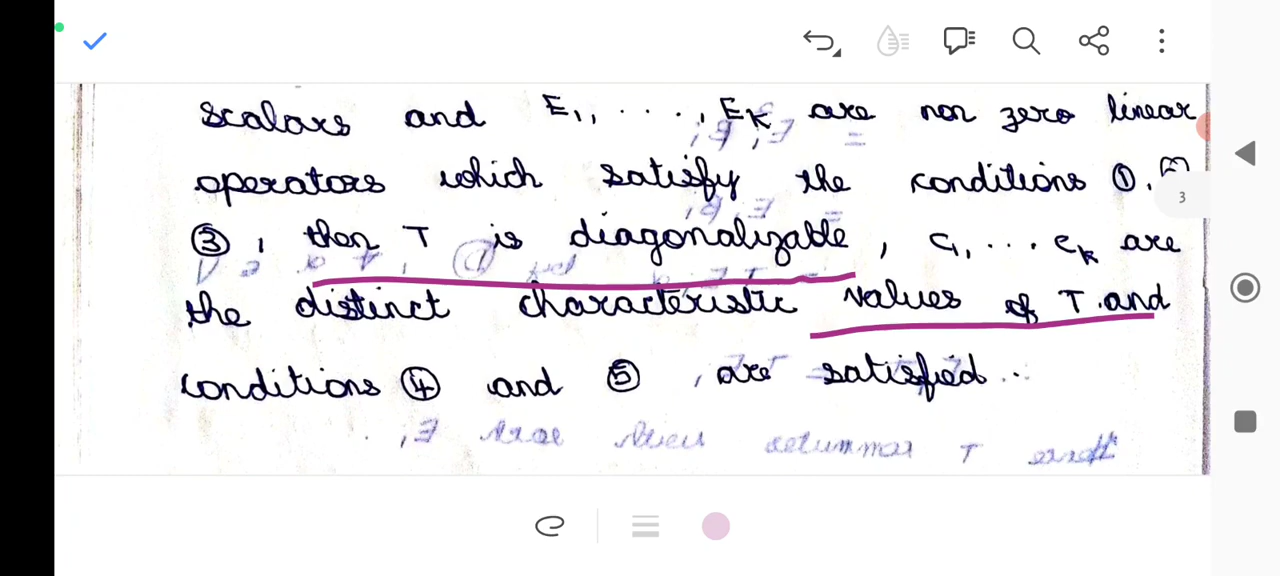 scalars and E₁, . . . , Eₖ are non zero linear
operators which satisfy the conditions ①,
③, then T is diagonalizable, c₁, ... cₖ are
the distinct characteristic values of T and
conditions ④ and ⑤ , are satisfied..
3